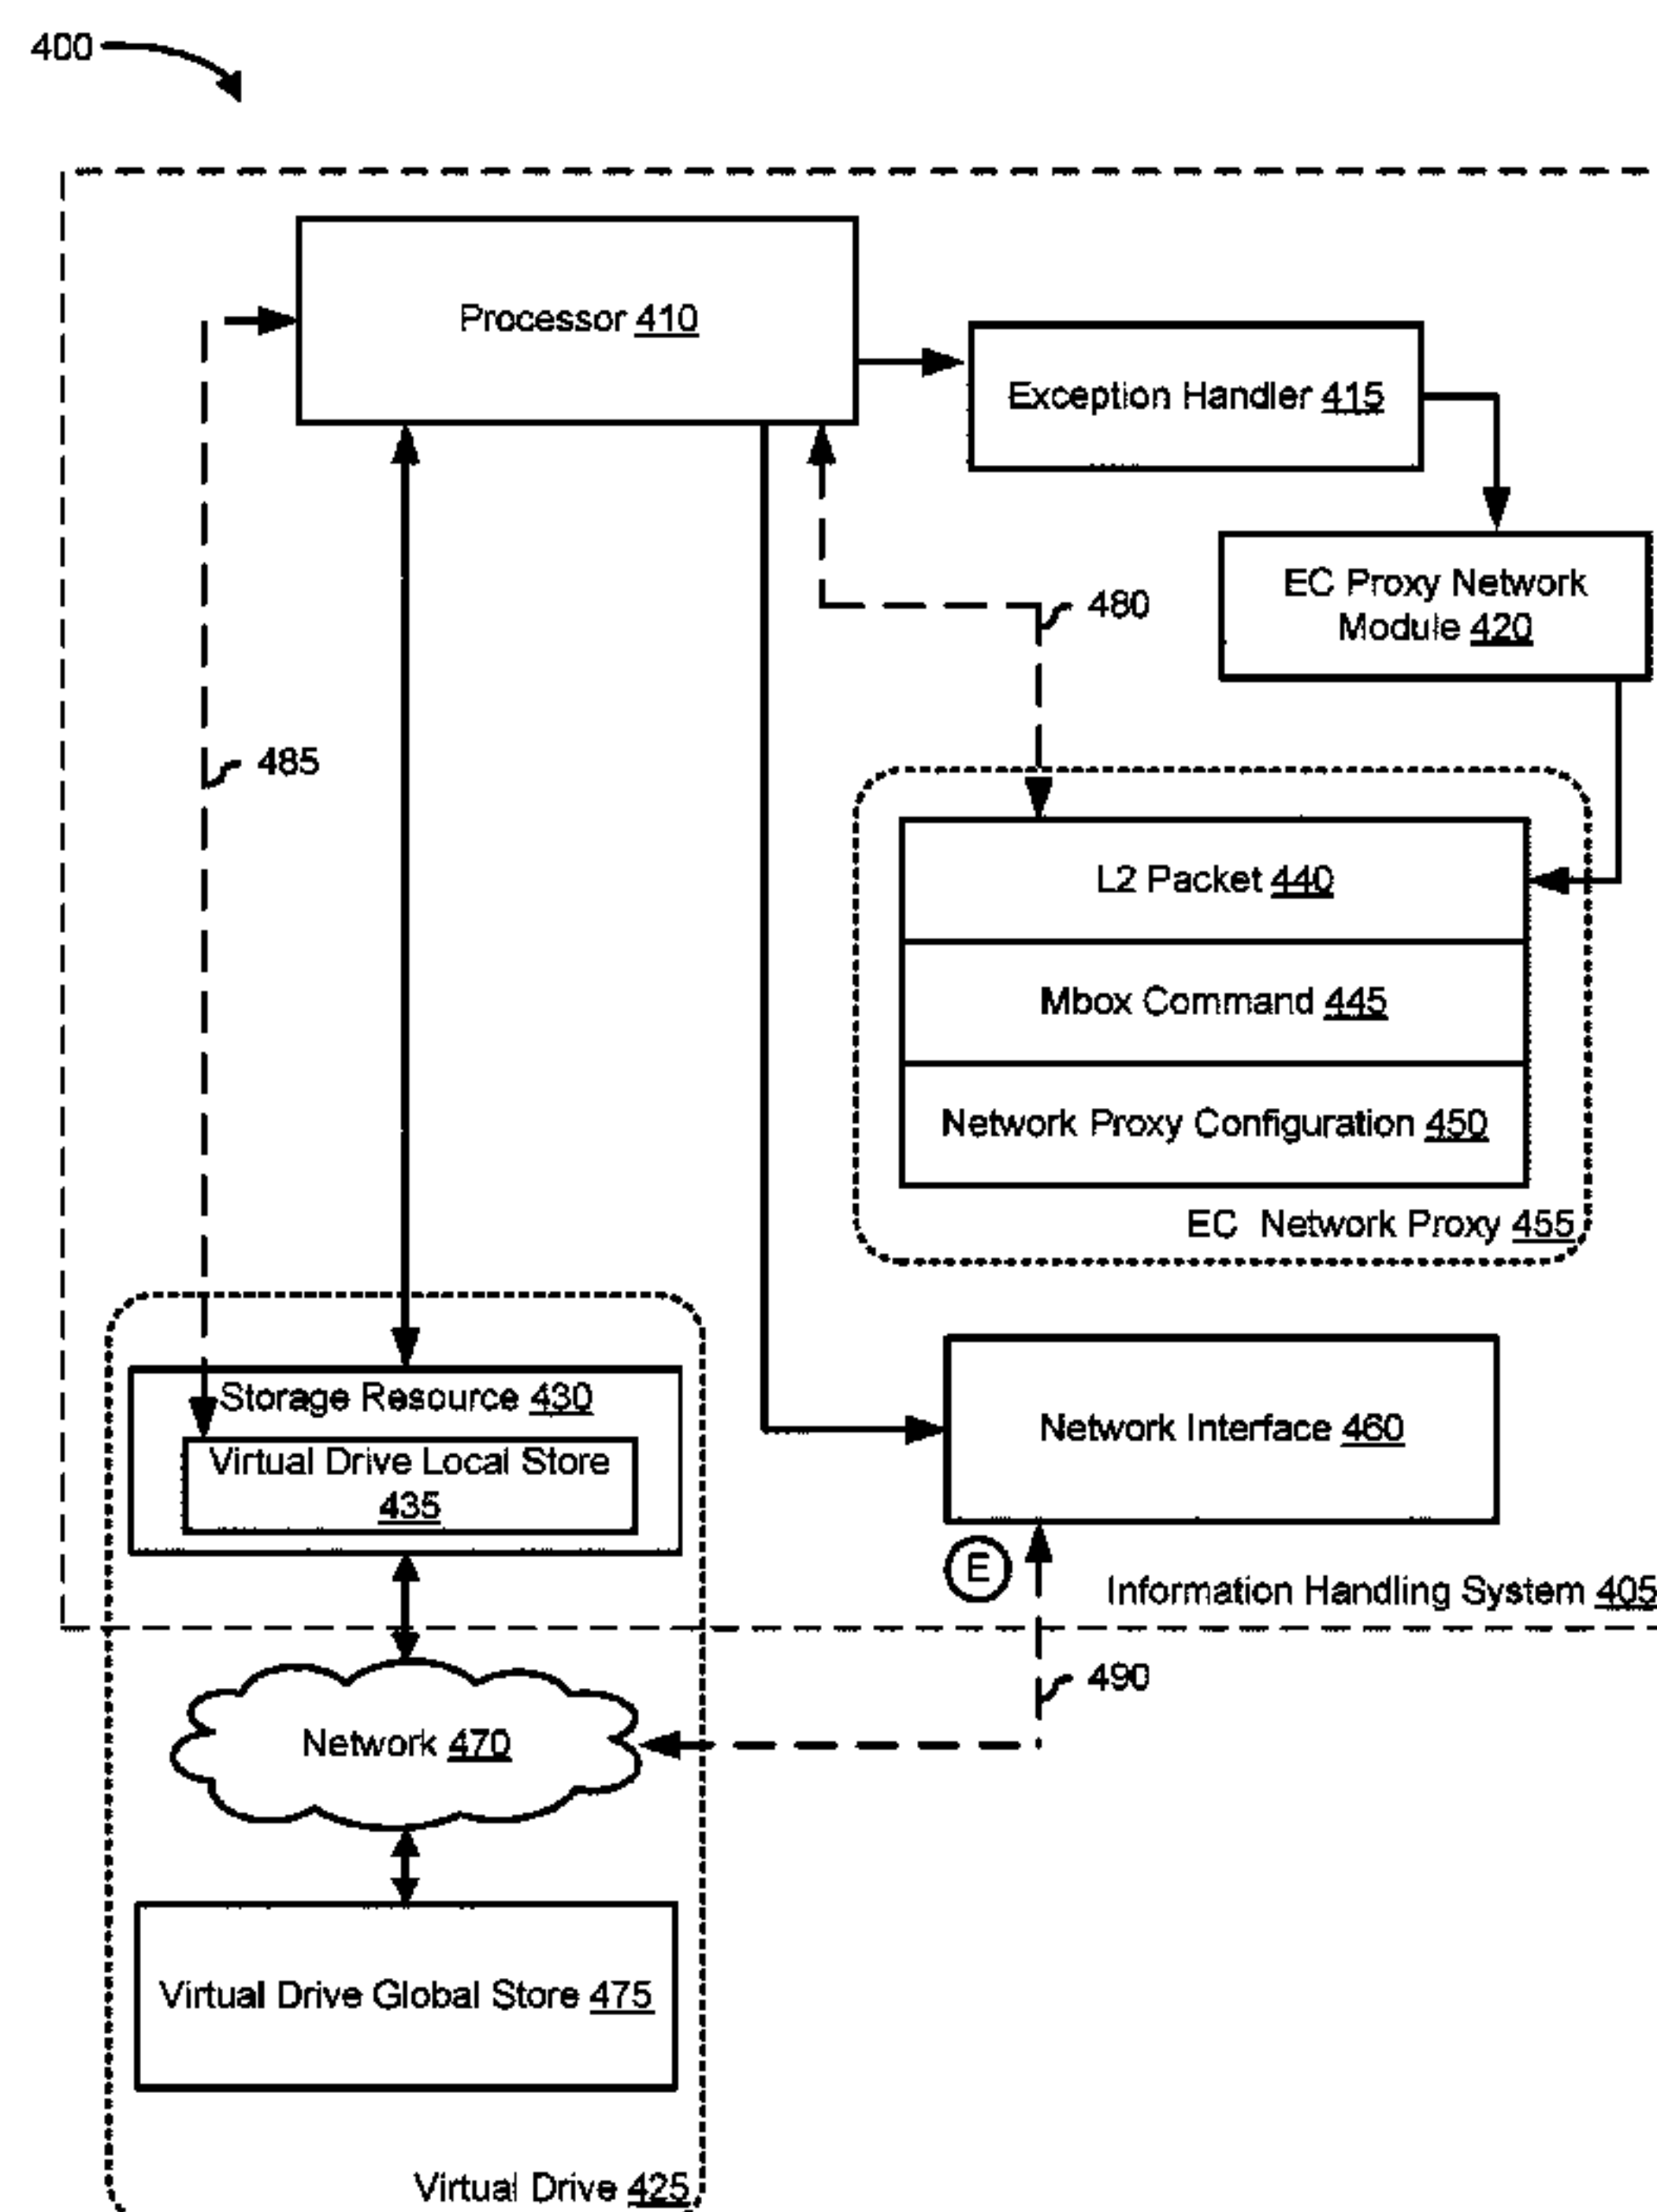 400
Processor 410
Exception Handler 415
EC Proxy Network
Module 420
480
485
L2 Packet 440
Mbox Command 445
Network Proxy Configuration 450
EC Network Proxy 455
Storage Resource 430
Virtual Drive Local Store
435
Network Interface 460
E
Information Handling System 405
490
Network 470
Virtual Drive Global Store 475
Virtual Drive 425